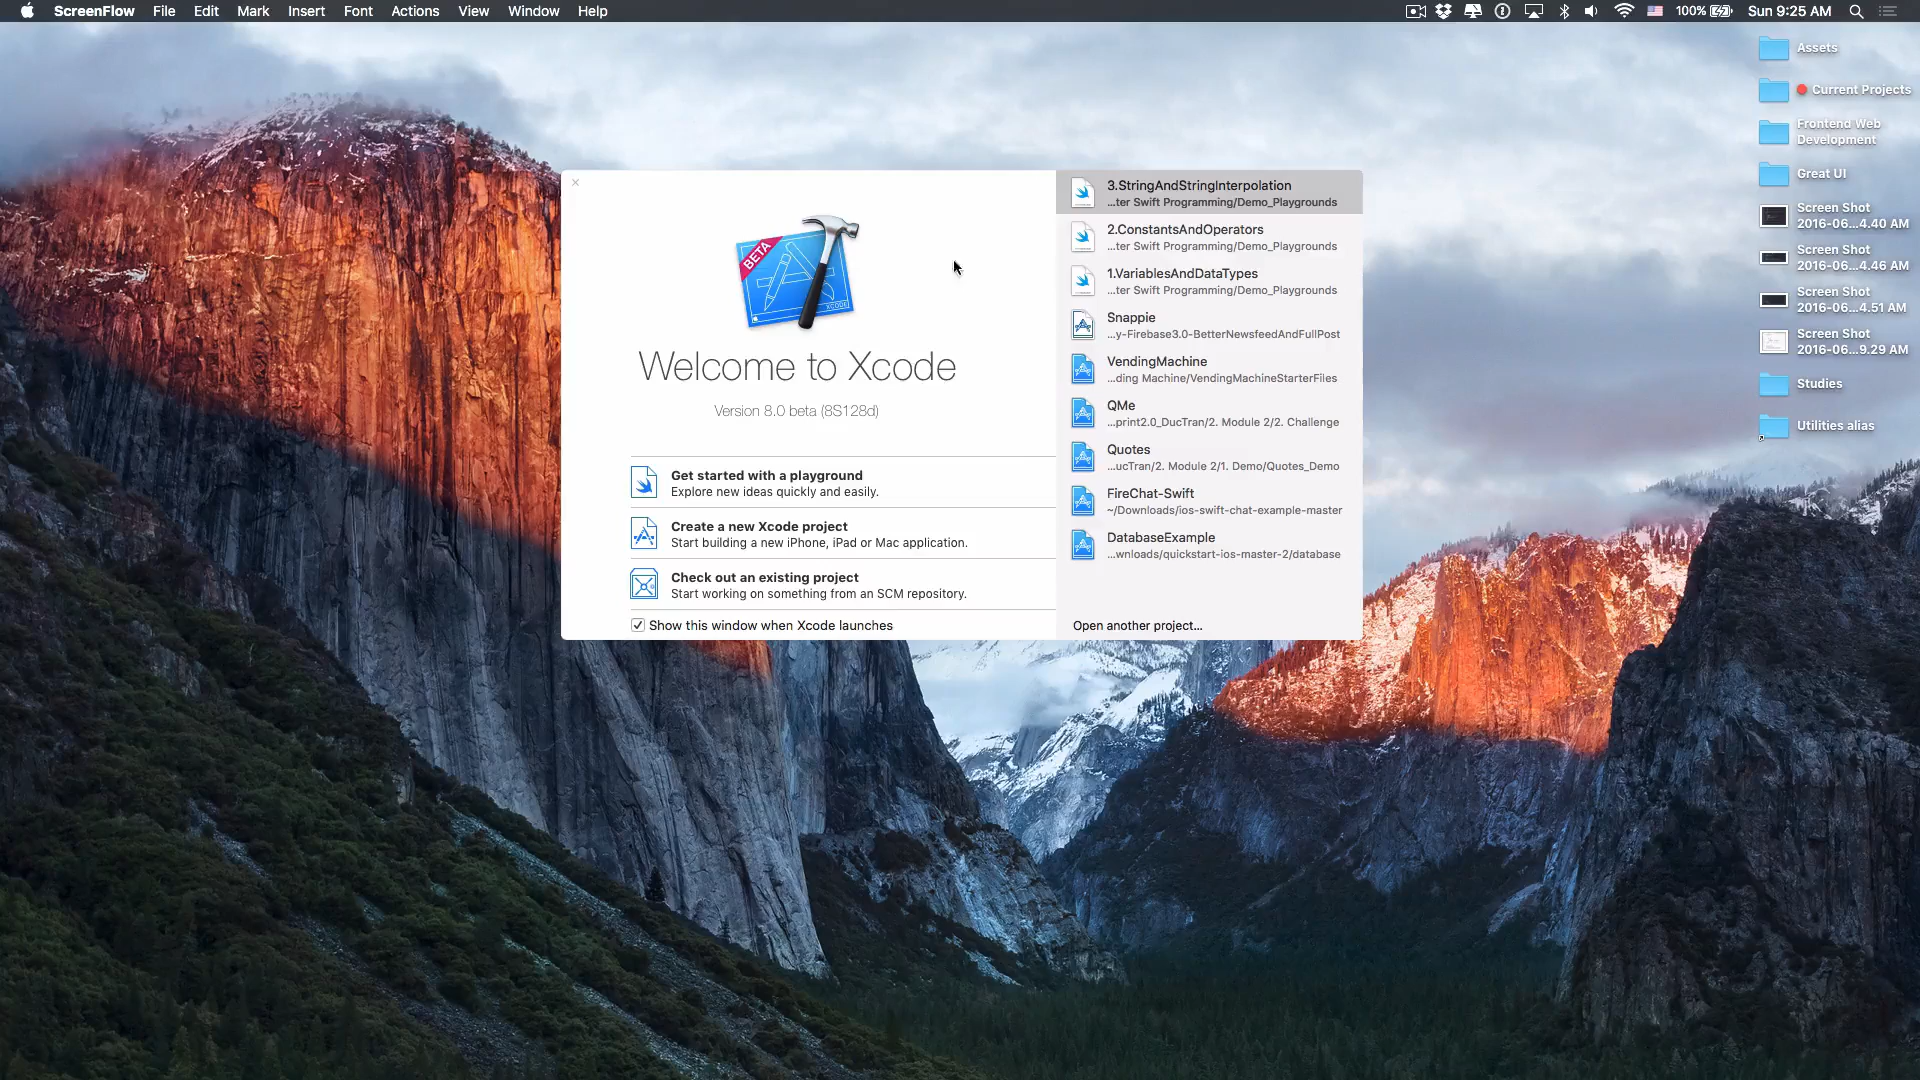 ScreenFlow File Edit Mark Insert Font Actions View Window Help
100% Sun 9:25 AM
Assets
Current Projects
Frontend Web
Development
Great UI
Screen Shot
2016-06...4.40 AM
Screen Shot
2016-06...4.46 AM
Screen Shot
2016-06...4.51 AM
Screen Shot
2016-06...9.29 AM
Studies
Utilities alias
BETA
XCODE
Welcome to Xcode
Version 8.0 beta (8S128d)
Get started with a playground
Explore new ideas quickly and easily.
Create a new Xcode project
Start building a new iPhone, iPad or Mac application.
Check out an existing project
Start working on something from an SCM repository.
Show this window when Xcode launches
3.StringAndStringInterpolation
...ter Swift Programming/Demo_Playgrounds
2.ConstantsAndOperators
...ter Swift Programming/Demo_Playgrounds
1.VariablesAndDataTypes
...ter Swift Programming/Demo_Playgrounds
Snappie
...y-Firebase3.0-BetterNewsfeedAndFullPost
VendingMachine
...ding Machine/VendingMachineStarterFiles
QMe
...print2.0_DucTran/2. Module 2/2. Challenge
Quotes
...ucTran/2. Module 2/1. Demo/Quotes_Demo
FireChat-Swift
~/Downloads/ios-swift-chat-example-master
DatabaseExample
...wnloads/quickstart-ios-master-2/database
Open another project...